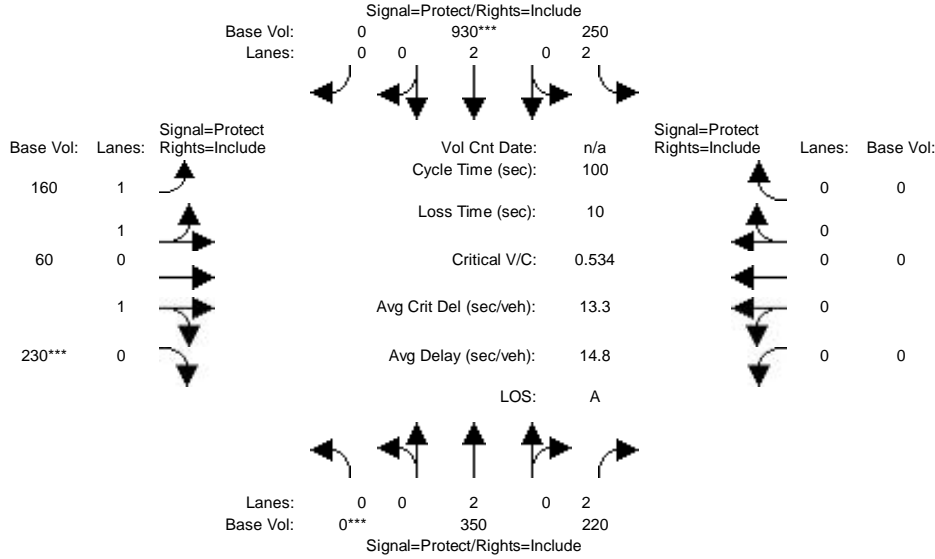 Signal=Protect/Rights=Include
Base Vol: 0 930*** 250
Lanes: 0 0 2 0 2
Signal=Protect Signal=Protect
Base Vol: Lanes: Rights=Include Vol Cnt Date: n/a Rights=Include Lanes: Base Vol:
Cycle Time (sec): 100
160 1 0 0
Loss Time (sec): 10
1 0
60 0 Critical V/C: 0.534 0 0
1 Avg Crit Del (sec/veh): 13.3 0
230*** 0 Avg Delay (sec/veh): 14.8 0 0
LOS: A
Lanes: 0 0 2 0 2
Base Vol: 0*** 350 220
Signal=Protect/Rights=Include